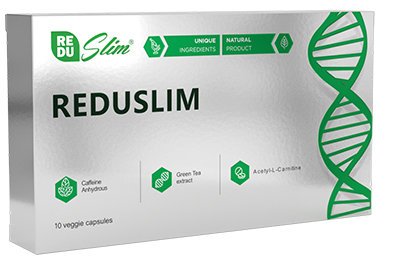 RE
DU
Slim®
UNIQUE
INGREDIENTS
NATURAL
PRODUCT
REDUSLIM
Caffeine
Anhydrous
Green Tea
extract
Acetyl-L-Carnitine
10 veggie capsules